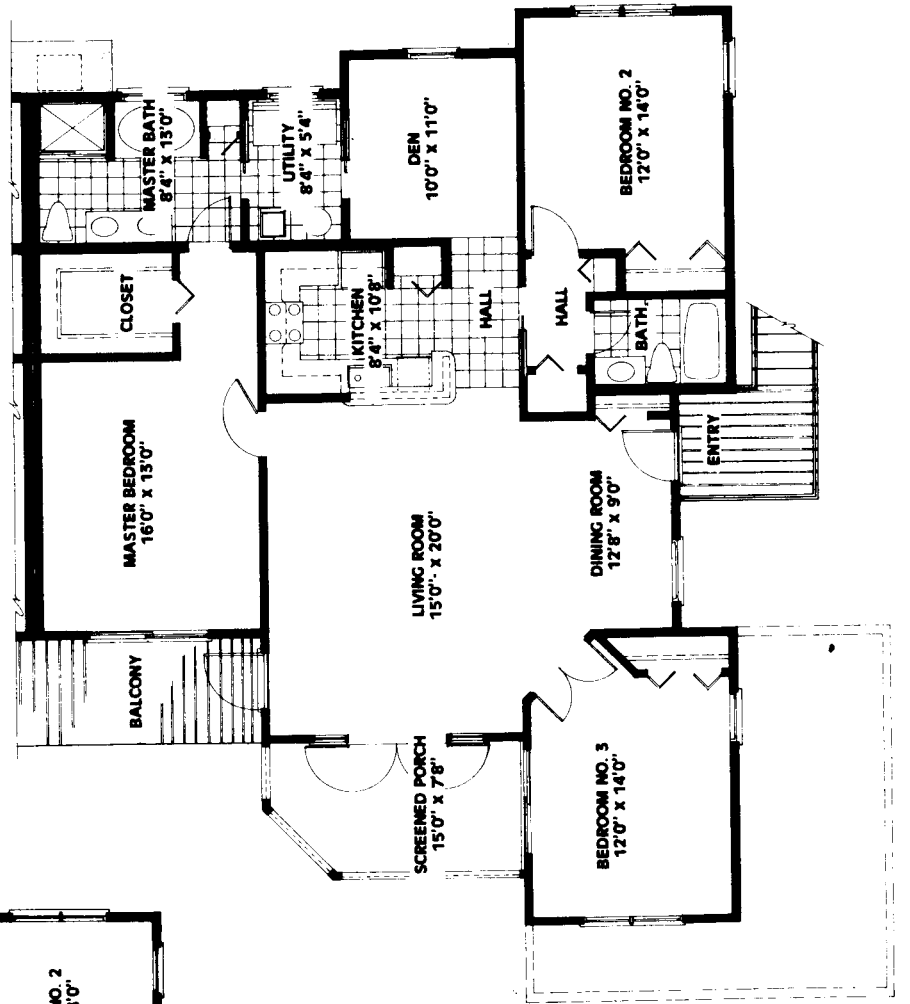 MASTER BATH
8'4" X 13'0"
UTILITY
8'4" X 5'4"
DEN
10'0" X 11'0"
BEDROOM NO. 2
12'0" X 14'0"
CLOSET
KITCHEN
8'4" X 10'8"
HALL
HALL
BATH.
MASTER BEDROOM
16'0" X 13'0"
LIVING ROOM
15'0"- X 20'0"
DINING ROOM
12'8" X 9'0"
ENTRY
BALCONY
SCREENED PORCH
15'0" X 7'8"
BEDROOM NO. 3
12'0" X 14'0"
NO. 2